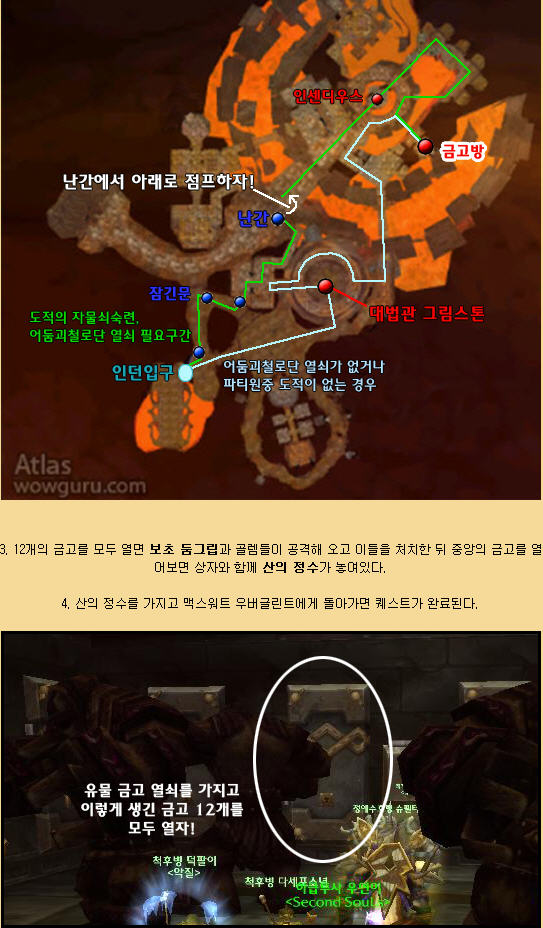 인센디우스
금고방
난간에서 아래로 점프하자!
난간
잠긴문
대법관 그림스톤
도적의 자물쇠숙련,
어둠괴철로단 열쇠 필요구간
인던입구
어둠괴철로단 열쇠가 없거나
파티원중 도적이 없는 경우
Atlas
wowguru.com
3. 12개의 금고를 모두 열면 보초 둠그립과 골렘들이 공격해 오고 이들을 처치한 뒤 중앙의 금고를 열
어보면 상자와 함께 산의 정수가 놓여있다.
4. 산의 정수를 가지고 맥스워트 우버글린트에게 돌아가면 퀘스트가 완료된다.
유물 금고 열쇠를 가지고
이렇게 생긴 금고 12개를
모두 열자!
척후병 덕팔이
<악질>
척후병 다세포소년
<Second Souls>